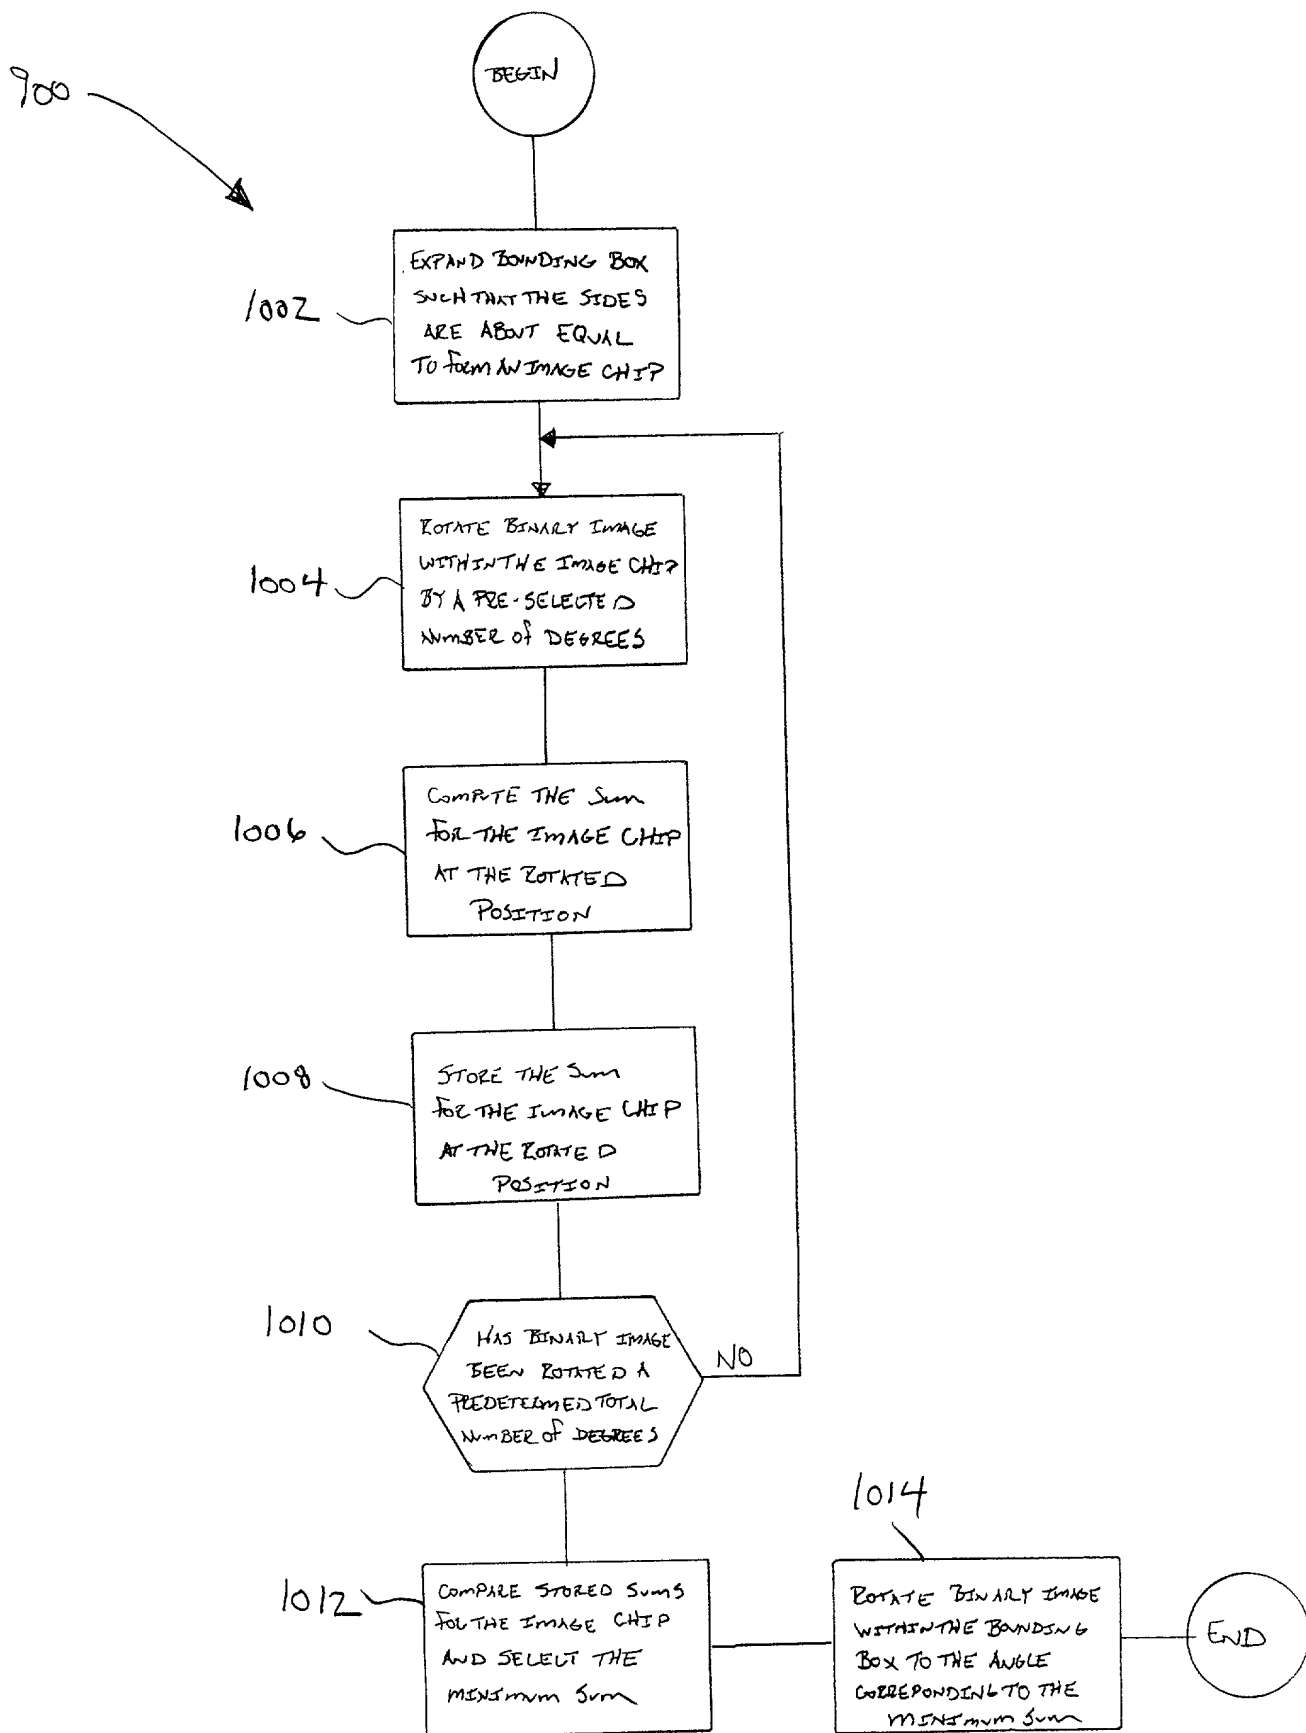 BEGIN
900
1002
EXPAND BOUNDING BOX
SUCH THAT THE SIDES
ARE ABOUT EQUAL
TO FORM AN IMAGE CHIP
1004
ROTATE BINARY IMAGE
WITHIN THE IMAGE CHIP
BY A PRE-SELECTED
NUMBER of DEGREES
1006
COMPUTE THE SUM
FOR THE IMAGE CHIP
AT THE ROTATED
POSITION
1008
STORE THE SUM
FOR THE IMAGE CHIP
AT THE ROTATED
POSITION
1010
HAS BINARY IMAGE
BEEN ROTATED A
PREDETERMED TOTAL
NUMBER of DEGREES
NO
1012
COMPARE STORED SUMS
FOR THE IMAGE CHIP
AND SELECT THE
MINIMUM SUM
1014
ROTATE BINARY IMAGE
WITHIN THE BOUNDING
BOX TO THE ANGLE
CORREPONDING TO THE
MINIMUM SUM
END